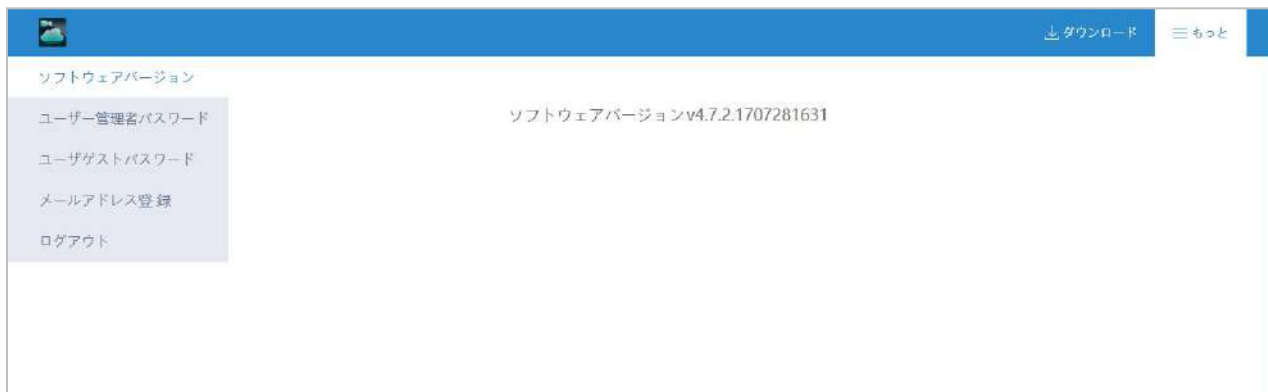 ダウンロード
もっと
ソフトウェアバージョン
ユーザー管理者パスワード
ユーザゲストパスワード
メールアドレス登録
ログアウト
ソフトウェアバージョンv4.7.2.1707281631